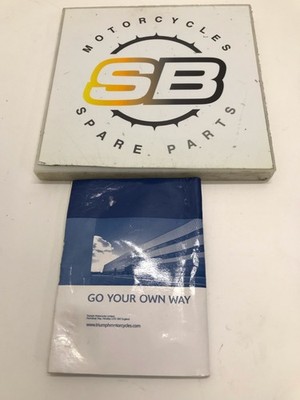 MOTORCYCLES
SB
SPARE PARTS
GO YOUR OWN WAY
www.triumphmotorcycles.com